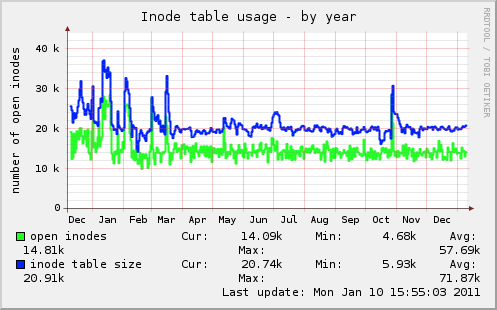 Inode table usage - by year
RRDTOOL / TOBI OETIKER
number of open inodes
40 k
30 k
20 k
10 k
0
Dec Jan Feb Mar Apr May Jun Jul Aug Sep Oct Nov Dec
open inodes Cur: 14.09k Min: 4.68k Avg:
14.81k Max: 57.69k
inode table size Cur: 20.74k Min: 5.93k Avg:
20.91k Max: 71.87k
Last update: Mon Jan 10 15:55:03 2011